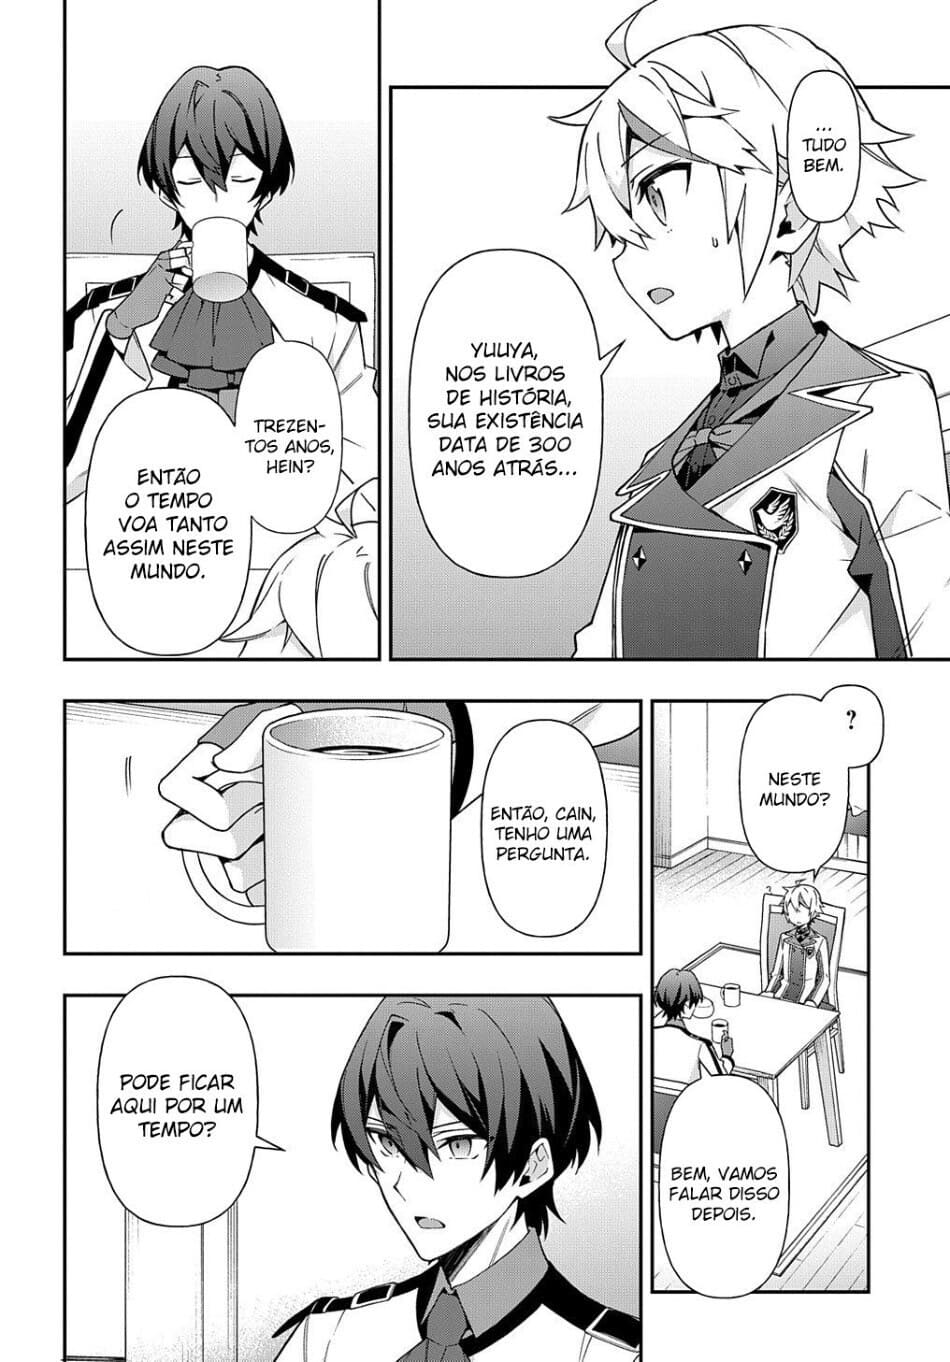 ...
TUDO
BEM.
YUUYA,
NOS LIVROS
DE HISTÓRIA,
SUA EXISTÊNCIA
DATA DE 300
ANOS ATRÁS...
TREZEN-
TOS ANOS,
HEIN?
ENTÃO
O TEMPO
VOA TANTO
ASSIM NESTE
MUNDO.
?
NESTE
MUNDO?
BEM, VAMOS
FALAR DISSO
DEPOIS.
ENTÃO, CAIN,
TENHO UMA
PERGUNTA.
PODE FICAR
AQUI POR UM
TEMPO?